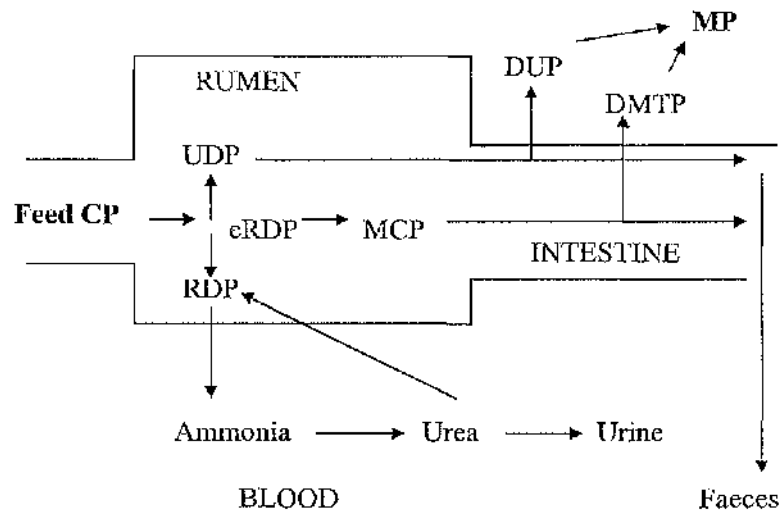 MP
DUP
RUMEN
DMTP
UDP
Feed CP
eRDP
MCP
INTESTINE
RDP
Ammonia
Urea
Urine
BLOOD
Faeces